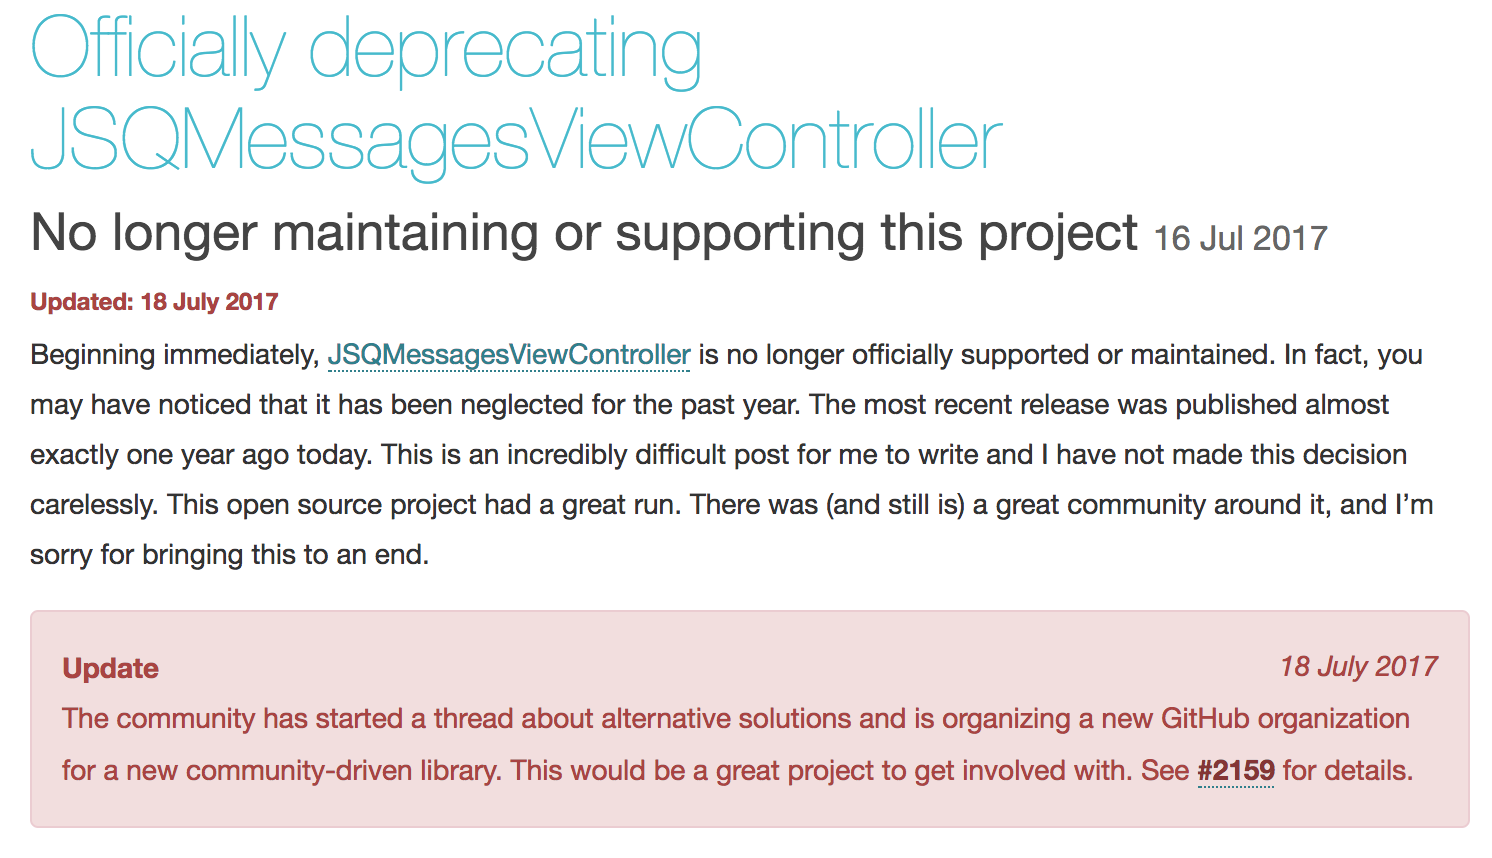 Officially deprecating
JSQMessagesViewController
No longer maintaining or supporting this project 16 Jul 2017
Updated: 18 July 2017
Beginning immediately, JSQMessagesViewController is no longer officially supported or maintained. In fact, you
may have noticed that it has been neglected for the past year. The most recent release was published almost
exactly one year ago today. This is an incredibly difficult post for me to write and I have not made this decision
carelessly. This open source project had a great run. There was (and still is) a great community around it, and I’m
sorry for bringing this to an end.
Update 18 July 2017
The community has started a thread about alternative solutions and is organizing a new GitHub organization
for a new community-driven library. This would be a great project to get involved with. See #2159 for details.